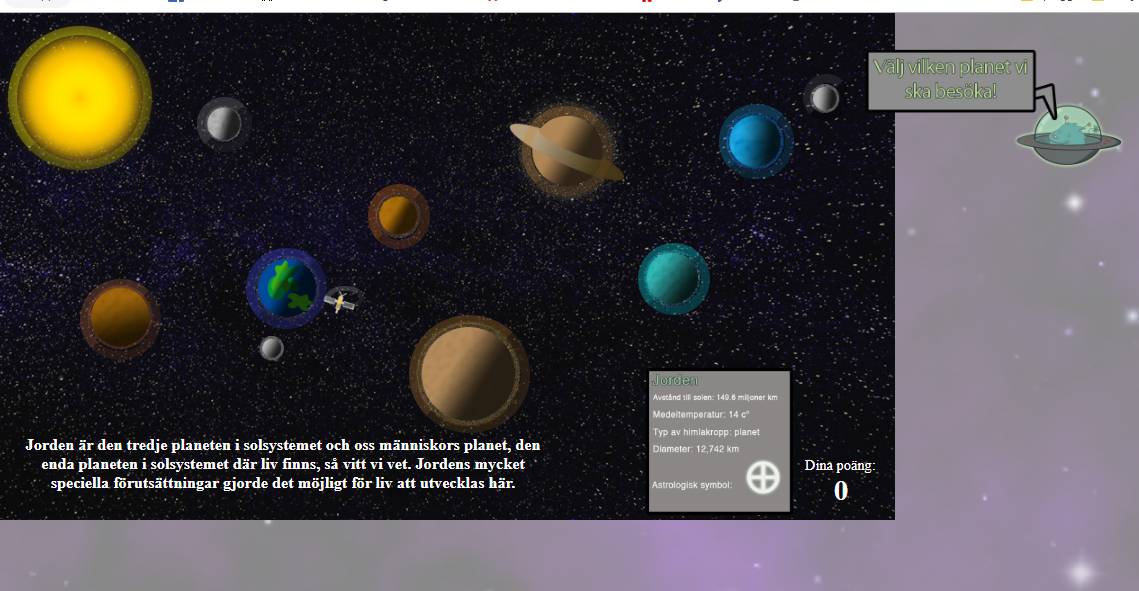 Välj vilken planet vi
ska besöka!
Jorden
Avstånd till solen: 149.6 miljoner km
Medeltemperatur: 14 c°
Typ av himlakropp: planet
Diameter: 12,742 km
Astrologisk symbol:
Jorden är den tredje planeten i solsystemet och oss människors planet, den
enda planeten i solsystemet där liv finns, så vitt vi vet. Jordens mycket
speciella förutsättningar gjorde det möjligt för liv att utvecklas här.
Dina poäng:
0